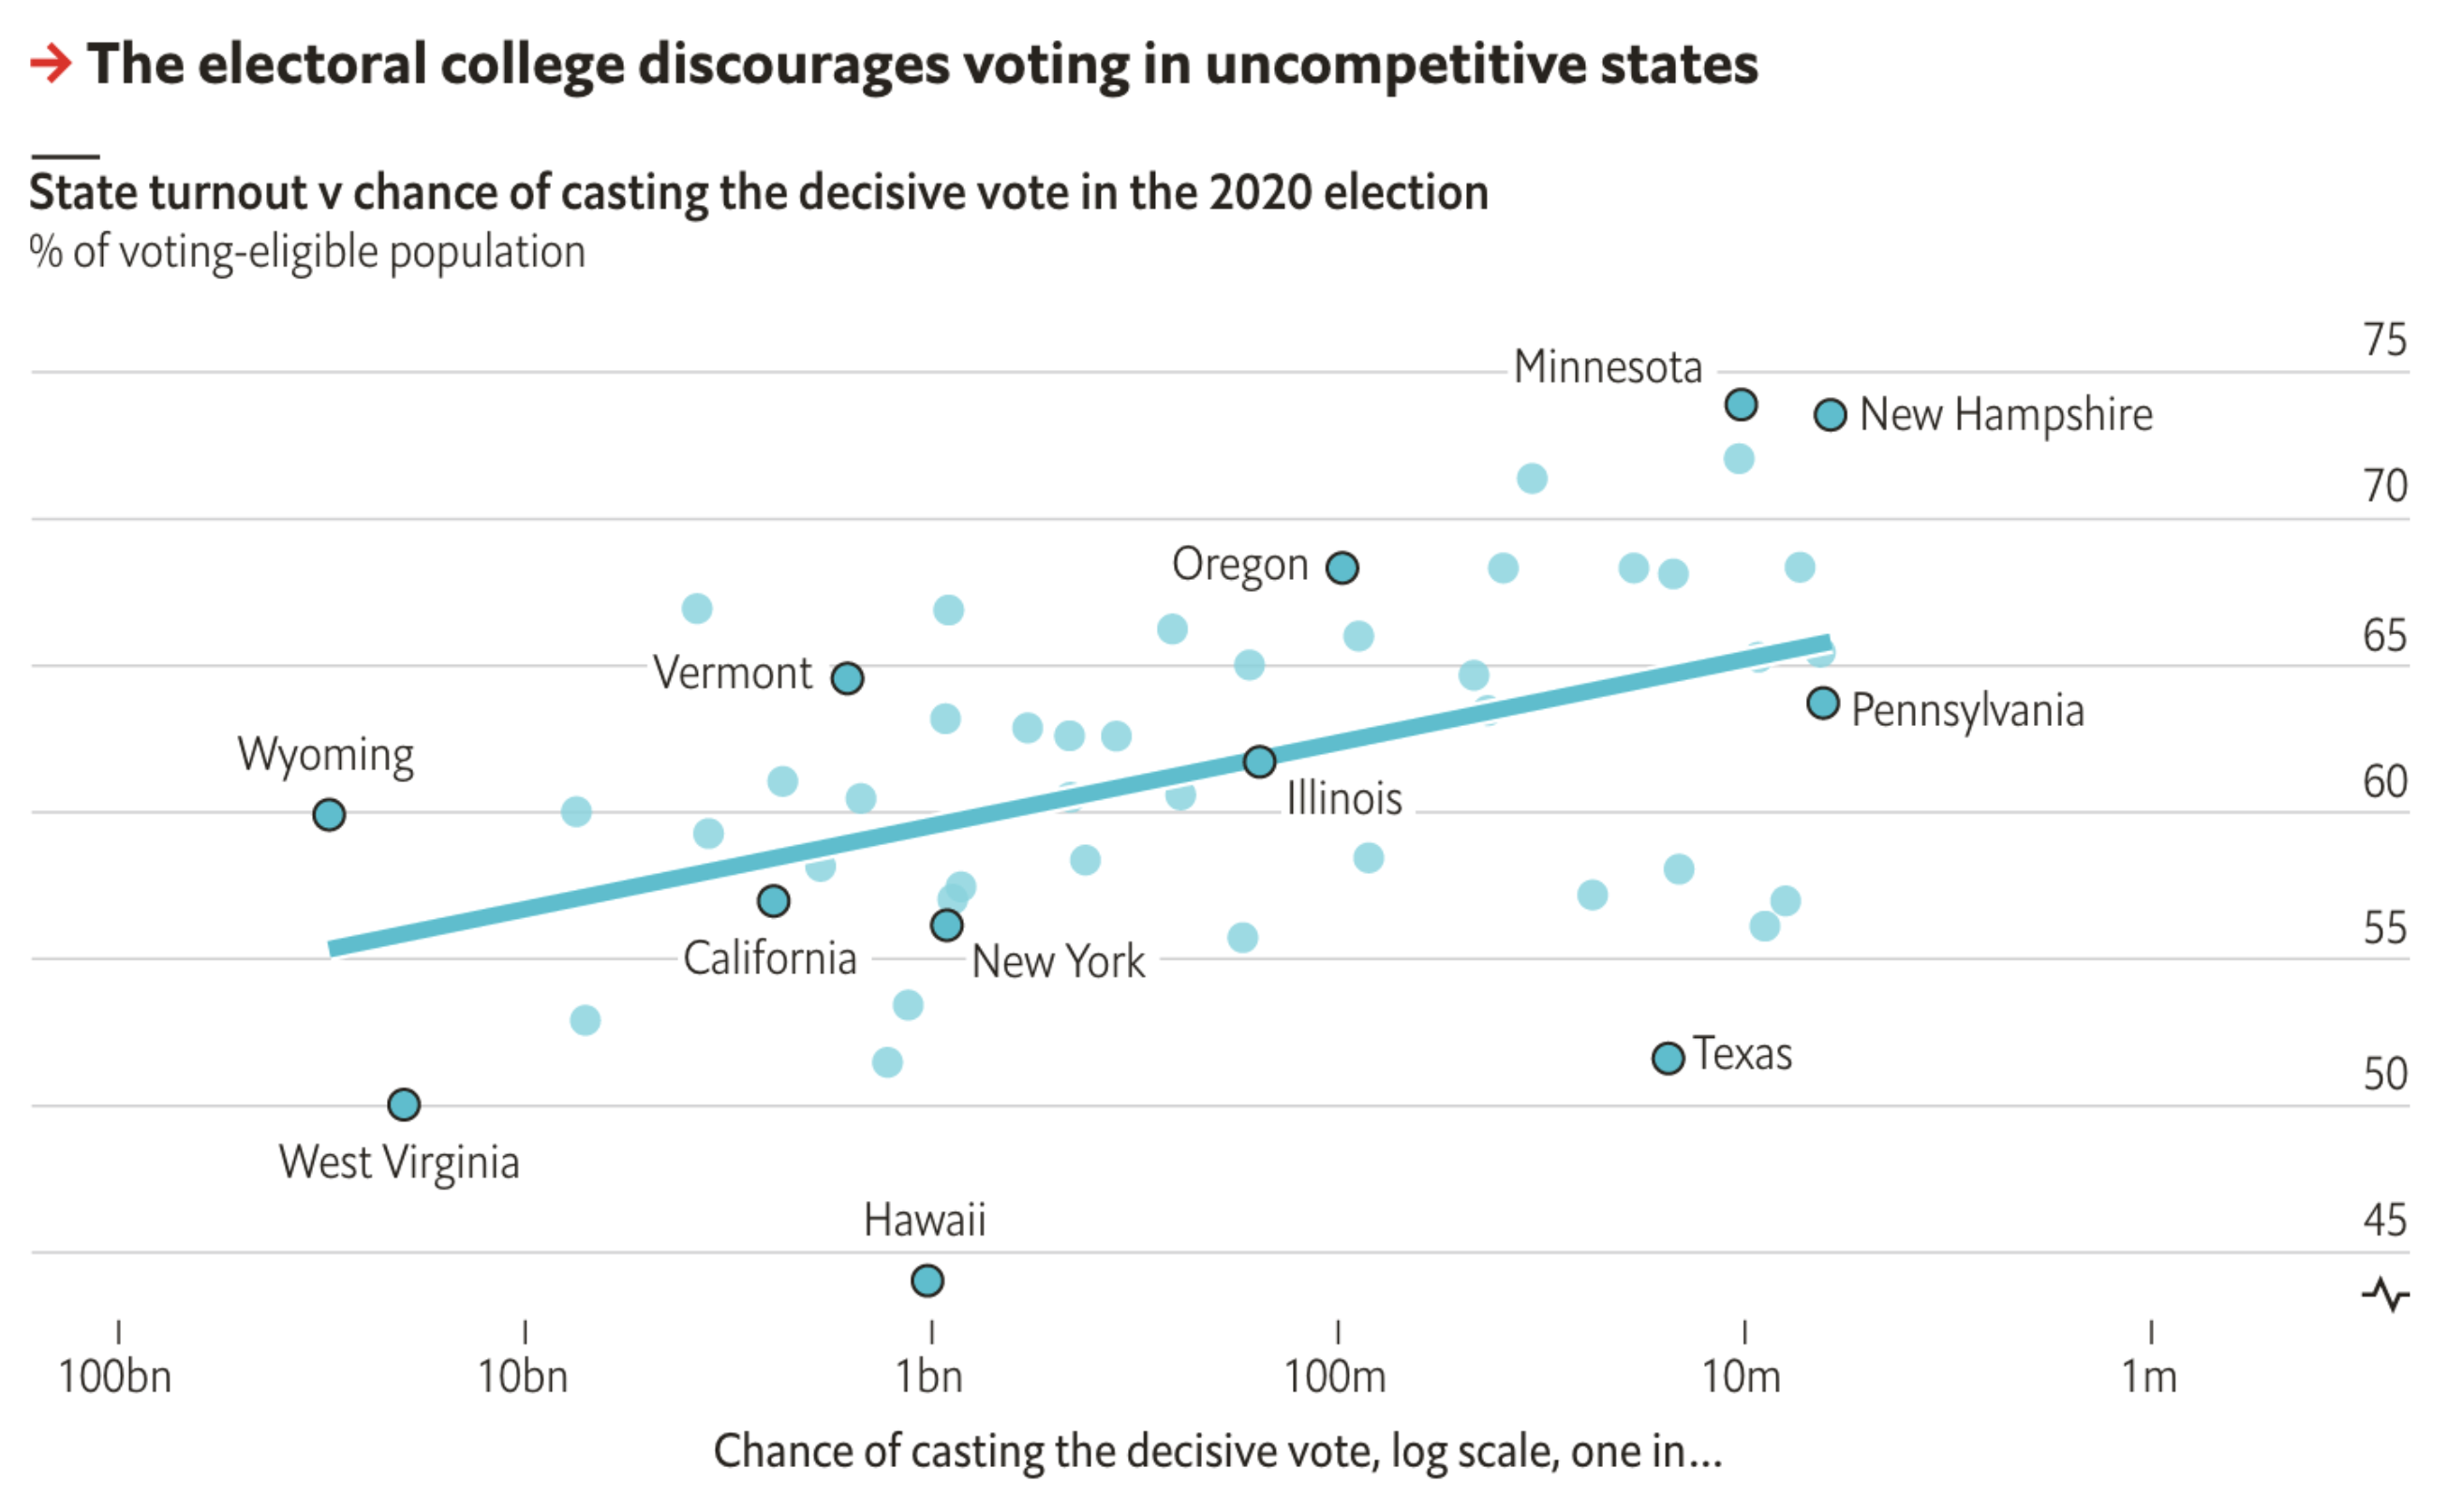 The electoral college discourages voting in uncompetitive states
State turnout v chance of casting the decisive vote in the 2020 election
% of voting-eligible population
75
Minnesota
New Hampshire
70
Oregon
65
Vermont
Pennsylvania
Wyoming
60
Illinois
55
California
New York
Texas
50
West Virginia
Hawaii
45
100bn 10bn 1bn 100m 10m 1m
Chance of casting the decisive vote, log scale, one in...